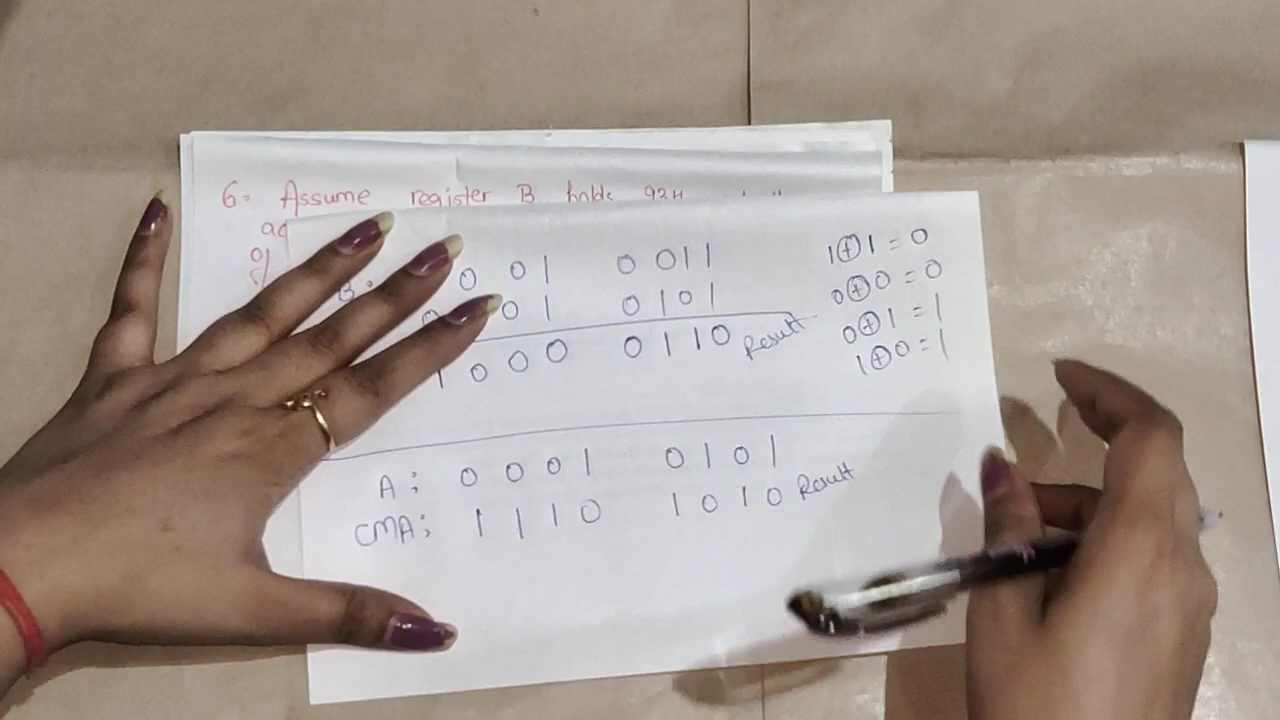 6. Assume register B holds 92H
B:
0 0 1 0 0 1 1
0 0 1 0 1 0 1
1 0 0 0 0 1 1 0 Result
1 ⊕ 1 = 0
0 ⊕ 0 = 0
0 ⊕ 1 = 1
1 ⊕ 0 = 1
A: 0 0 0 1 0 1 0 1
CMA: 1 1 1 0 1 0 1 0 Result